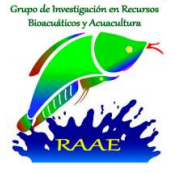 Grupo de Investigación en Recursos
Bioacuáticos y Acuacultura
RAAE